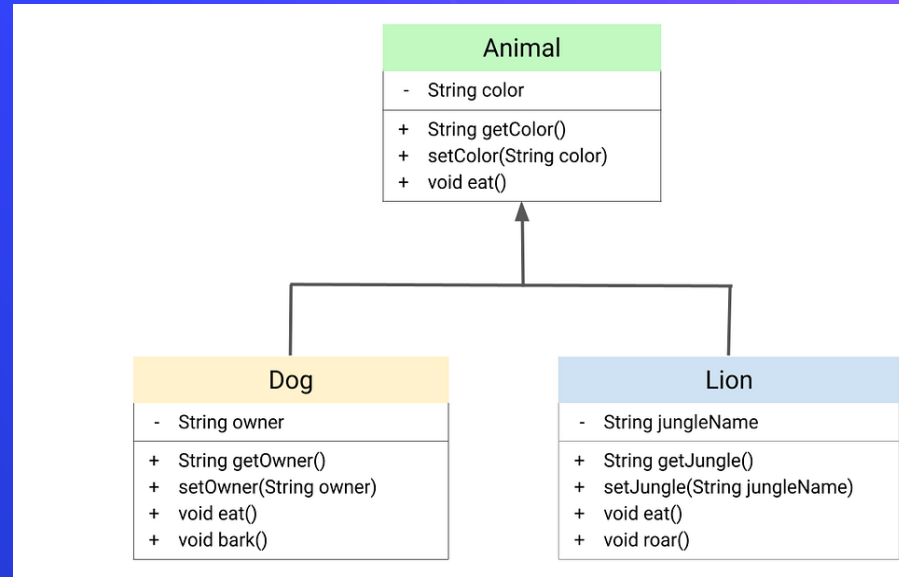 Animal
- String color
+ String getColor()
+ setColor(String color)
+ void eat()
Dog
- String owner
+ String getOwner()
+ setOwner(String owner)
+ void eat()
+ void bark()
Lion
- String jungleName
+ String getJungle()
+ setJungle(String jungleName)
+ void eat()
+ void roar()